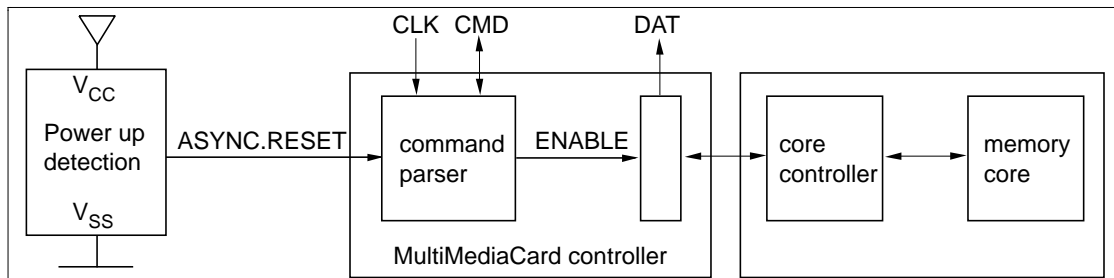 CLK CMD DAT
VCC
Power up
detection
VSS
ASYNC.RESET
command
parser
ENABLE
core
controller
memory
core
MultiMediaCard controller